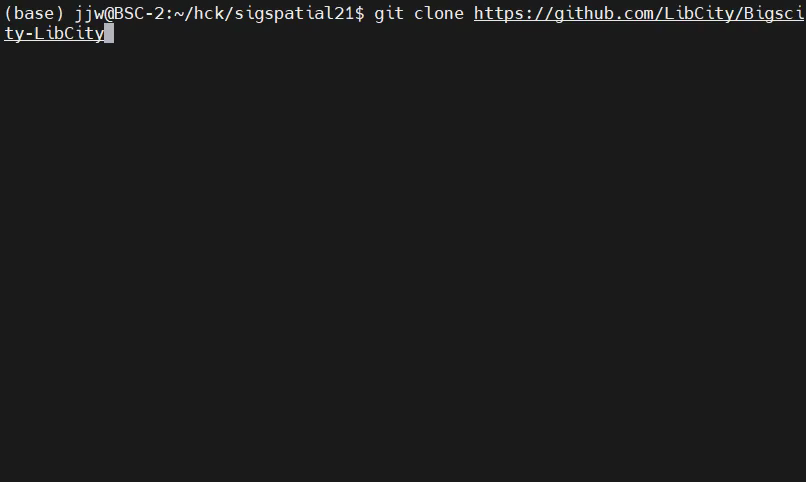 (base) jjw@BSC-2:~/hck/sigspatial21$ git clone https://github.com/LibCity/Bigsci
ty-LibCity